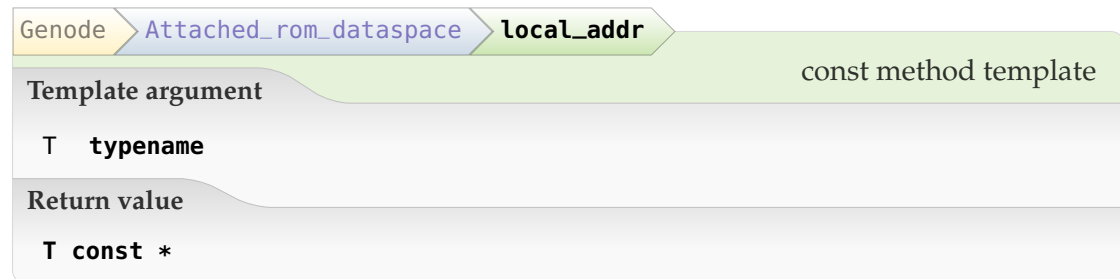 Genode Attached_rom_dataspace local_addr
const method template
Template argument
T typename
Return value
T const *